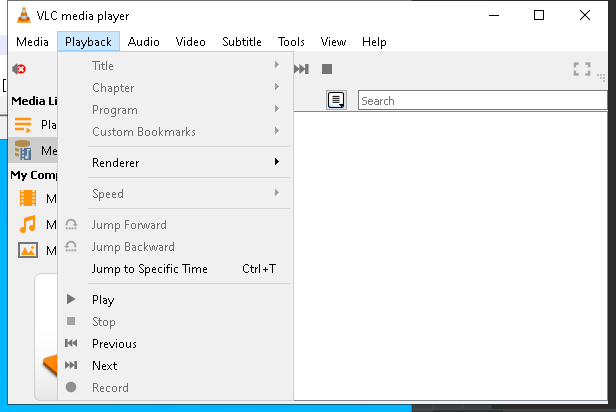 VLC media player
Media Playback Audio Video Subtitle Tools View Help
Title
Chapter
Search
Media Li
Program
Pla
Custom Bookmarks
Me
Renderer
My Comp
Speed
M
Jump Forward
M
Jump Backward
M
Jump to Specific Time Ctrl+T
Play
Stop
Previous
Next
Record